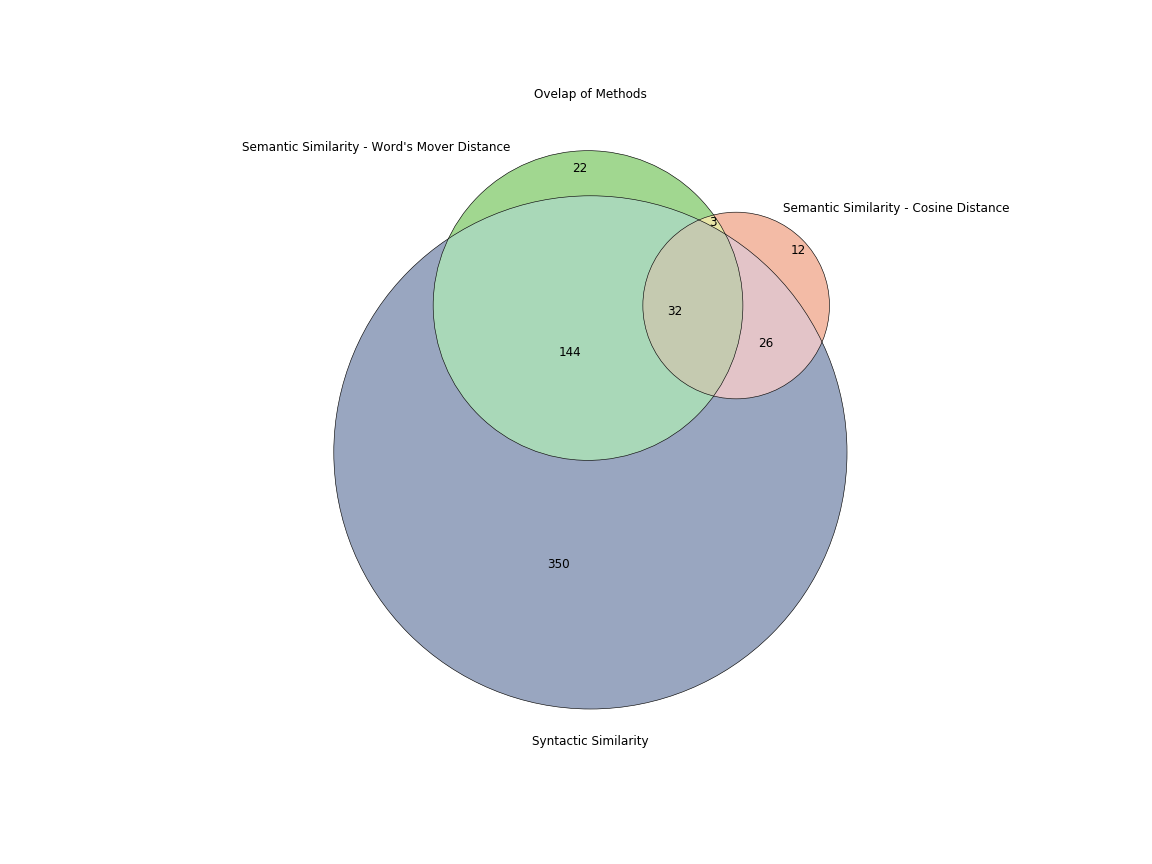 Ovelap of Methods
Semantic Similarity - Word's Mover Distance
22
Semantic Similarity - Cosine Distance
3
12
32
26
144
350
Syntactic Similarity